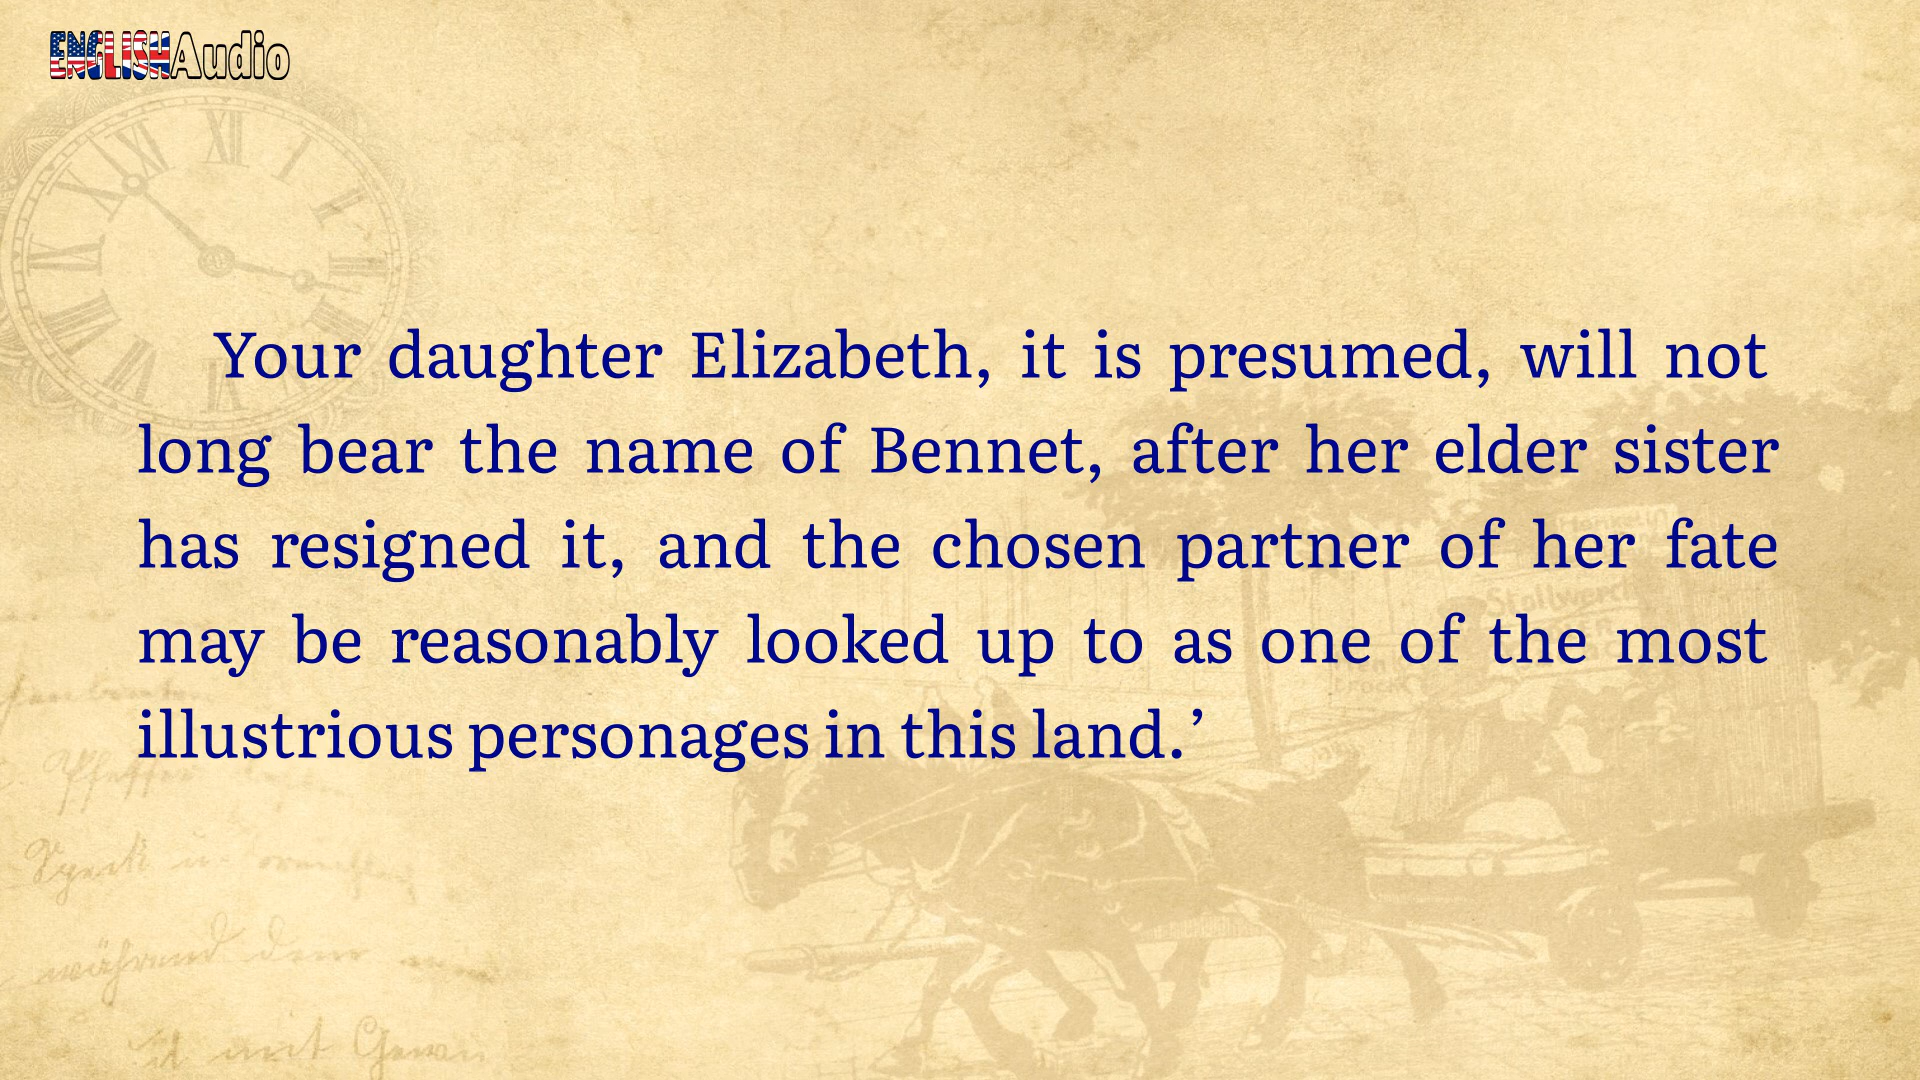 ENGLISHAudio
Your daughter Elizabeth, it is presumed, will not
long bear the name of Bennet, after her elder sister
has resigned it, and the chosen partner of her fate
may be reasonably looked up to as one of the most
illustrious personages in this land.’
während